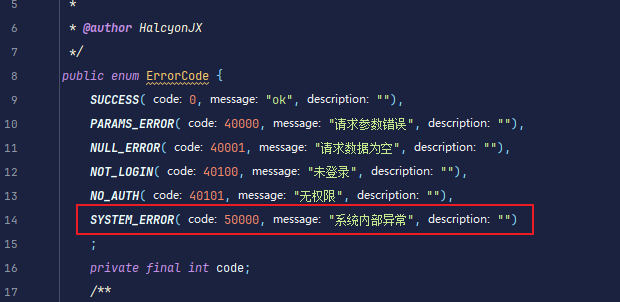 5 *
6 * @author HalcyonJX
7 */
8 public enum ErrorCode {
9 SUCCESS( code: 0, message: "ok", description: ""),
10 PARAMS_ERROR( code: 40000, message: "请求参数错误", description: ""),
11 NULL_ERROR( code: 40001, message: "请求数据为空", description: ""),
12 NOT_LOGIN( code: 40100, message: "未登录", description: ""),
13 NO_AUTH( code: 40101, message: "无权限", description: ""),
14 SYSTEM_ERROR( code: 50000, message: "系统内部异常", description: "")
15 ;
16 private final int code;
17 /**